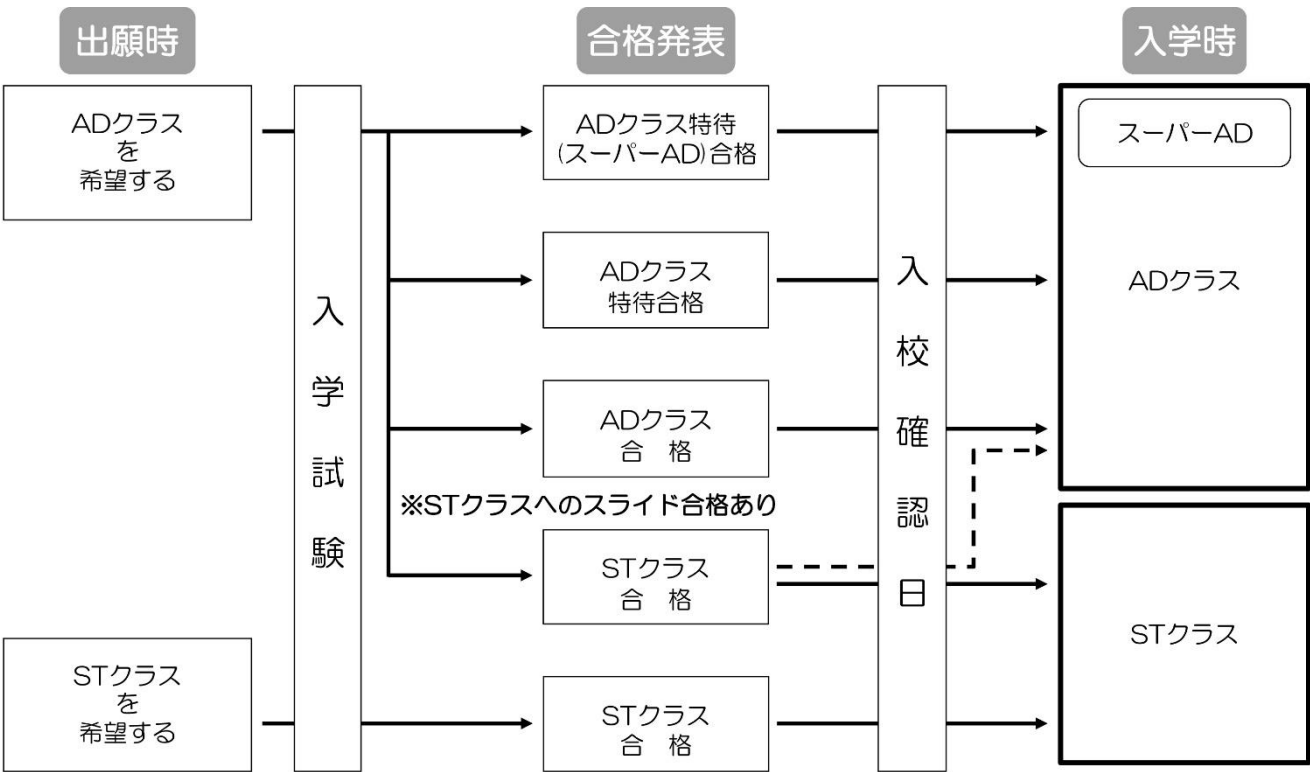 出願時
合格発表
入学時
ADクラス
を
希望する
入学試験
ADクラス特待
(スーパーAD)合格
入校確認日
スーパーAD
ADクラス
特待合格
ADクラス
ADクラス
合　格
※STクラスへのスライド合格あり
STクラス
合　格
STクラス
STクラス
を
希望する
STクラス
合　格